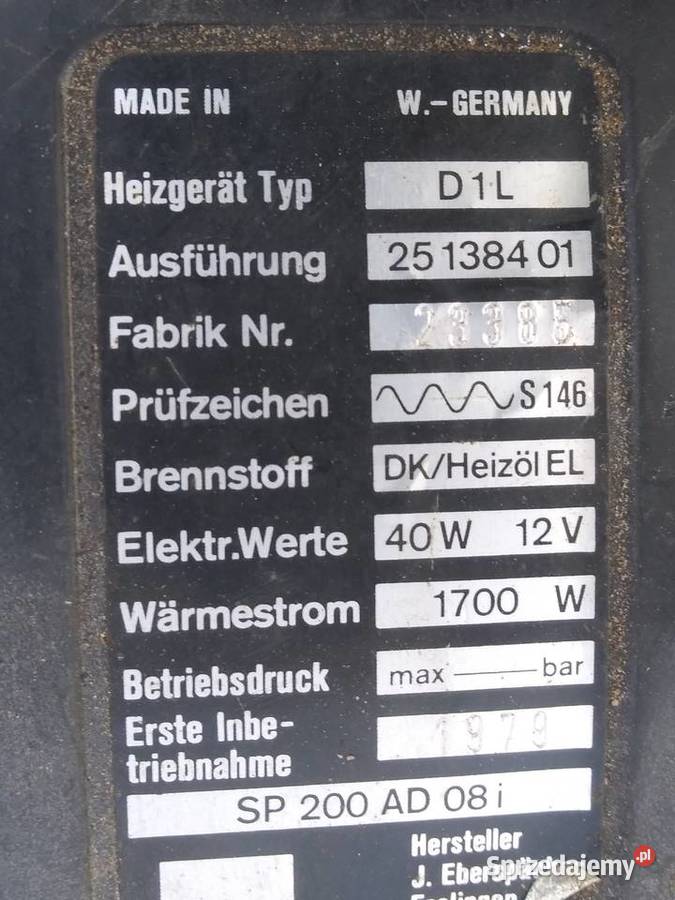 MADE IN W.-GERMANY
Heizgerät Typ D1L
Ausführung 25 1384 01
Fabrik Nr. 23385
Prüfzeichen S 146
Brennstoff DK/Heizöl EL
Elektr.Werte 40 W 12 V
Wärmestrom 1700 W
Betriebsdruck max bar
Erste Inbe-
triebnahme 1979
SP 200 AD 08 i
Hersteller
J. Eberspä
Sprzedajemy.pl